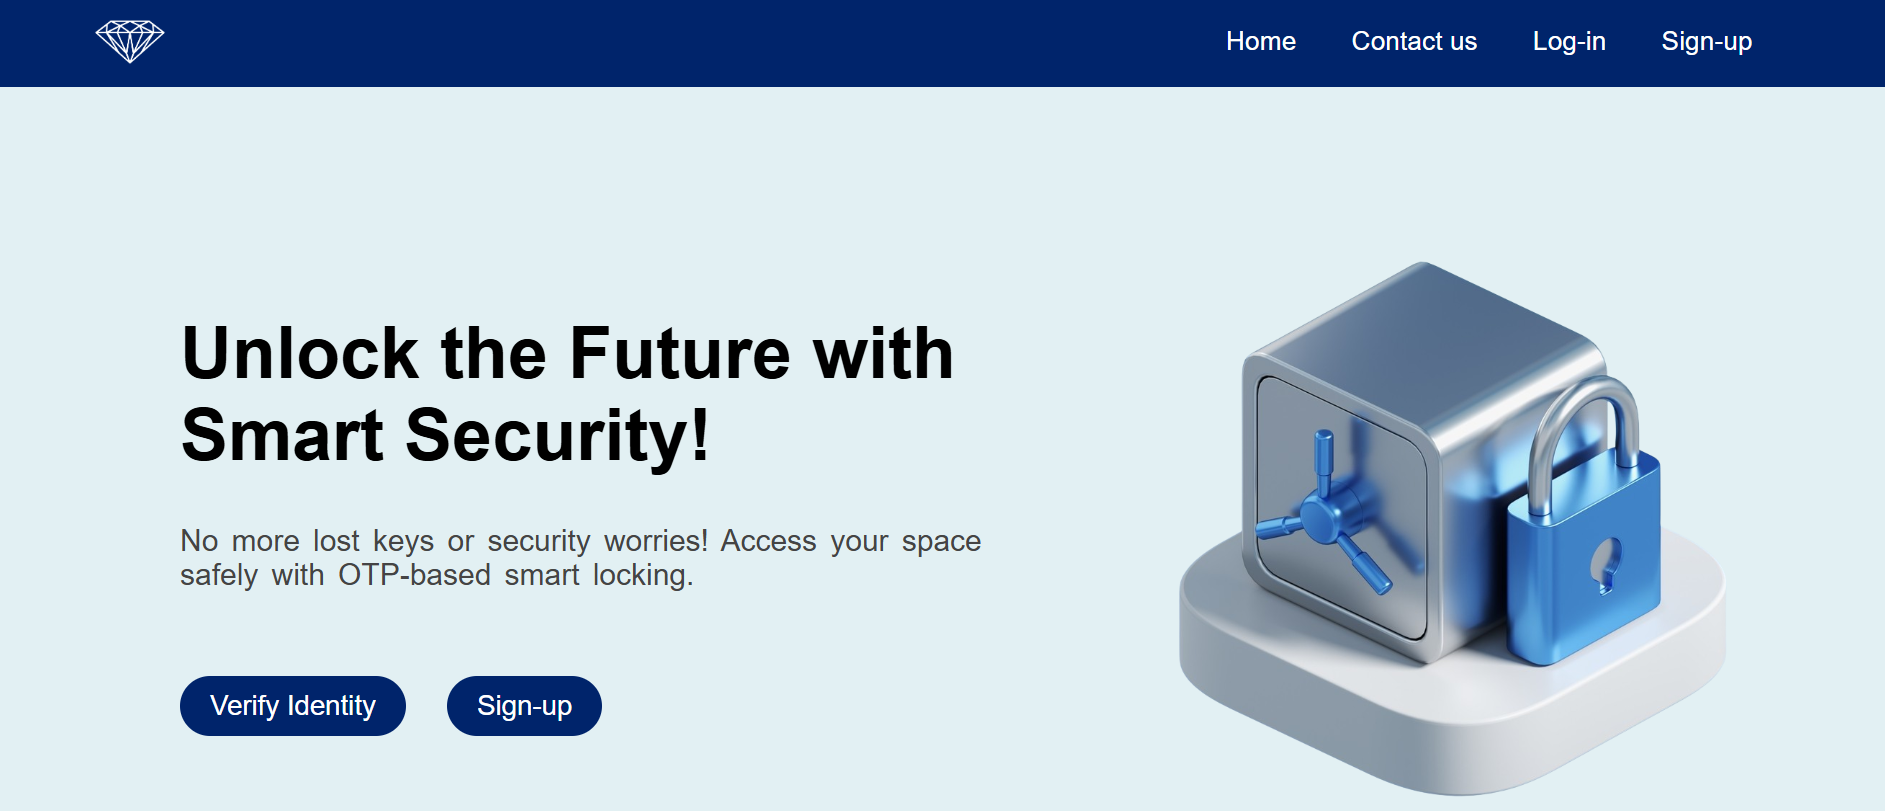 Home Contact us Log-in Sign-up
Unlock the Future with
Smart Security!
No more lost keys or security worries! Access your space
safely with OTP-based smart locking.
Verify Identity Sign-up